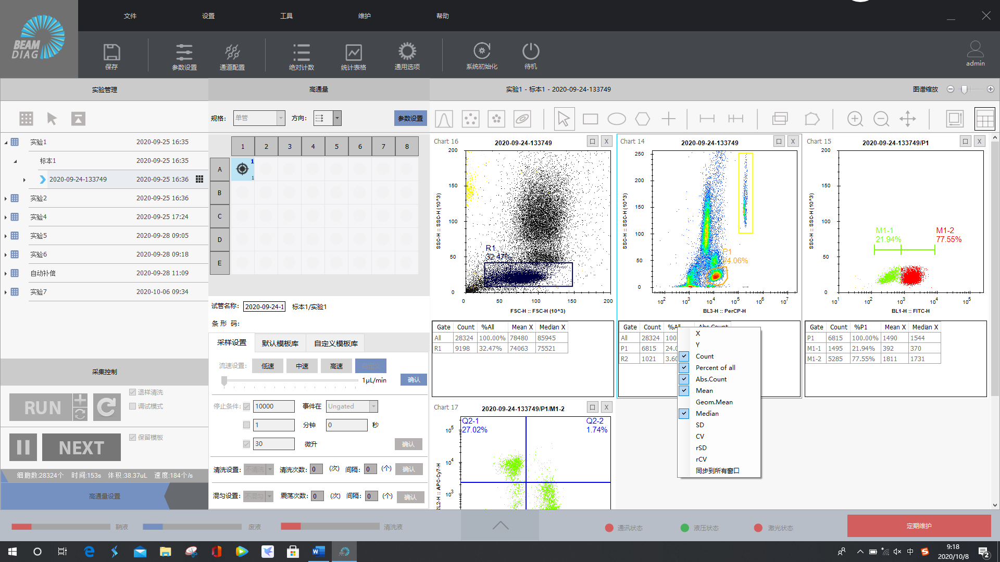 文件 设置 工具 维护 帮助
BEAM
DIAG
保存 参数设置 通道配置 绝对计数 统计表格 通用选项 系统初始化 待机
admin
实验管理 高通量 实验1 - 标本1 - 2020-09-24-133749 图谱缩放
规格: 单管 方向: 参数设置
实验1 2020-09-25 16:35
标本1 2020-09-25 16:35
2020-09-24-133749 2020-09-25 16:36
实验2 2020-09-25 16:36
实验4 2020-09-25 17:24
实验5 2020-09-28 09:05
实验6 2020-09-28 09:18
自动补偿 2020-09-28 11:09
实验7 2020-10-06 09:34
采集控制
RUN
退样清洗
调试模式
NEXT
保留模板
细胞数:28324个 时间:153s 体积:38.37uL 速度:184个/s
高通量设置
1 2 3 4 5 6 7 8
A 1 1
B
C
D
E
试管名称: 2020-09-24-1 标本1/实验1
条 形 码:
采样设置 默认模板库 自定义模板库
流速设置: 低速 中速 高速 自定义
1μL/min 确认
停止条件: 10000 事件在 Ungated
1 分钟 0 秒
30 微升 确认
清洗设置: 不清洗 清洗次数: 0 (次) 间隔: 0 (个) 确认
混匀设置: 不混匀 震荡次数: 0 (次) 间隔: 0 (个) 确认
Chart 16 2020-09-24-133749 X
200
150
100
50
0
SSC-H :: SSC-H (10^3)
R1
32.47%
0 50 100 150 200
FSC-H :: FSC-H (10^3)
Gate Count %All Mean X Median X
All 28324 100.00% 78480 85945
R1 9198 32.47% 74063 75521
Chart 14 2020-09-24-133749 X
250
200
150
100
50
0
SSC-H :: SSC-H (10^3)
P1
24.06%
10^2 10^3 10^4 10^5 10^6 10^7
BL3-H :: PerCP-H
Gate Count %All Abs.Count
All 28324 100
P1 6815 24.0
R2 1021 3.60
X
Y
Count
Percent of all
Abs.Count
Mean
Geom.Mean
Median
SD
CV
rSD
rCV
同步到所有窗口
Chart 15 2020-09-24-133749/P1 X
200
150
100
50
0
SSC-H :: SSC-H (10^3)
M1-1 M1-2
21.94% 77.55%
10^1 10^2 10^3 10^4 10^5
BL1-H :: FITC-H
Gate Count %P1 Mean X Median X
P1 6815 100.00% 1490 1544
M1-1 1495 21.94% 392 370
M1-2 5285 77.55% 1811 1731
Chart 17 2020-09-24-133749/P1/M1-2 X
Q2-1 Q2-2
27.02% 1.74%
10^5
10^4
10^3
RL2-H :: APC-Cy7-H
鞘液 废液 清洗液 通讯状态 液压状态 激光状态 定期维护
中
9:18
2020/10/8
2